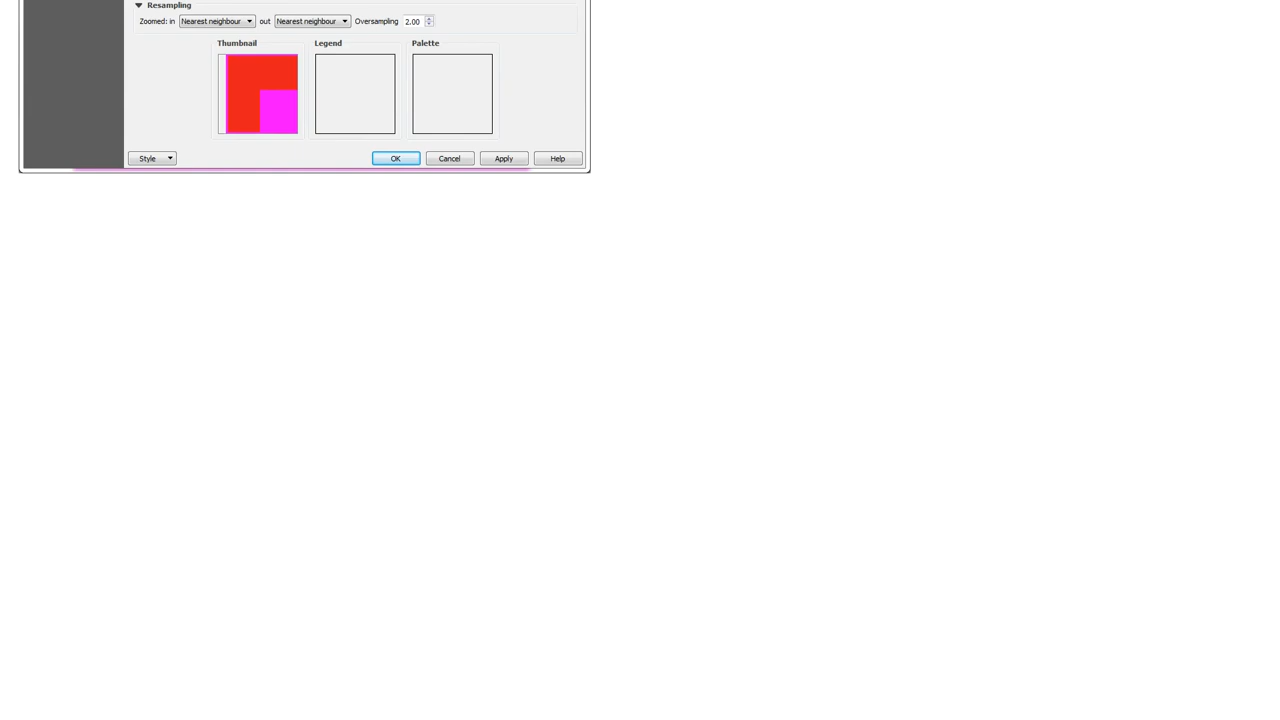 Resampling
Zoomed: in Nearest neighbour out Nearest neighbour Oversampling 2.00
Thumbnail Legend Palette
Style OK Cancel Apply Help